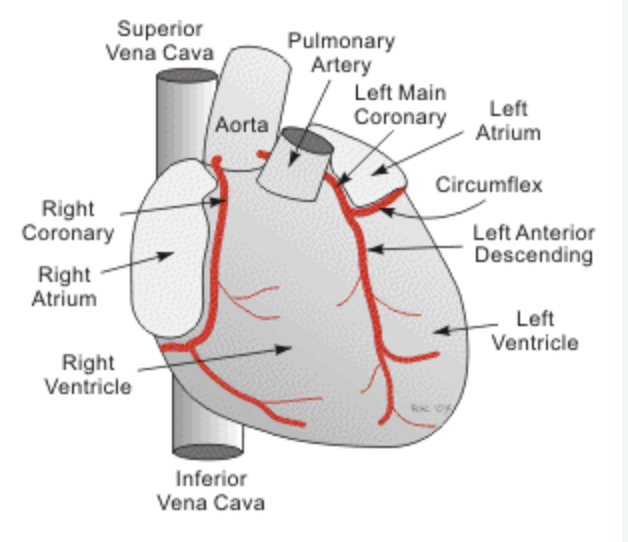 Superior
Vena Cava
Pulmonary
Artery
Left Main
Coronary
Left
Atrium
Aorta
Circumflex
Right
Coronary
Left Anterior
Descending
Right
Atrium
Left
Ventricle
Right
Ventricle
Inferior
Vena Cava